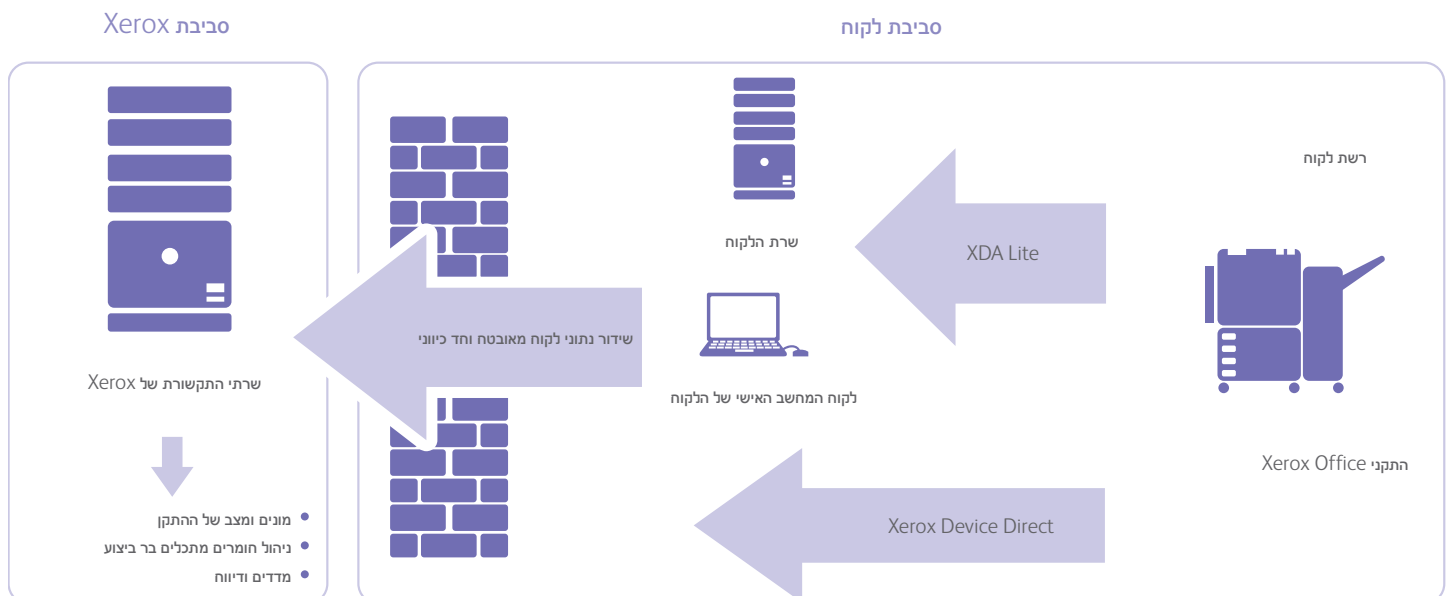 סביבת לקוח
סביבת Xerox
רשת לקוח
XDA Lite
שרת הלקוח
שידור נתוני לקוח מאובטח וחד כיווני
שרתי התקשורת של Xerox
לקוח המחשב האישי של הלקוח
התקני Xerox Office
Xerox Device Direct
• מונים ומצב של ההתקן
• ניהול חומרים מתכלים בר ביצוע
• מדדים ודיווח